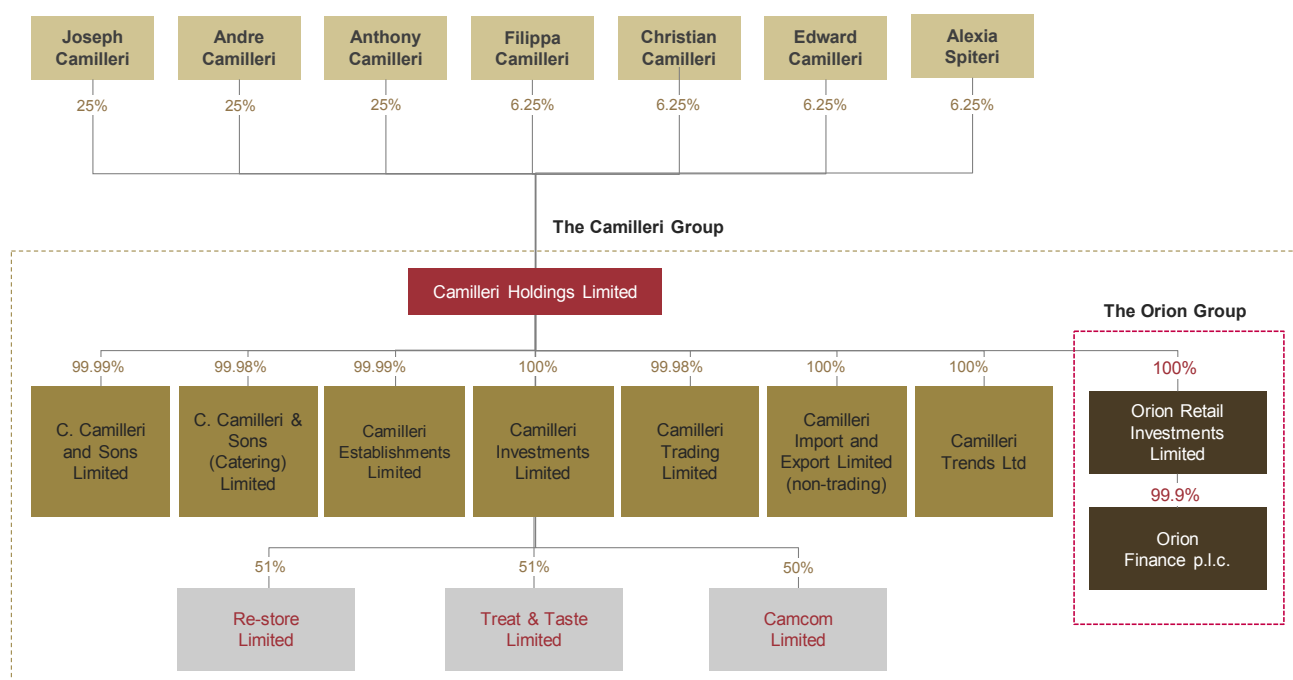 Joseph
Camilleri
Andre
Camilleri
Anthony
Camilleri
Filippa
Camilleri
Christian
Camilleri
Edward
Camilleri
Alexia
Spiteri
25%
25%
25%
6.25%
6.25%
6.25%
6.25%
The Camilleri Group
Camilleri Holdings Limited
The Orion Group
99.99%
99.98%
99.99%
100%
99.98%
100%
100%
100%
C. Camilleri
and Sons
Limited
C. Camilleri &
Sons
(Catering)
Limited
Camilleri
Establishments
Limited
Camilleri
Investments
Limited
Camilleri
Trading
Limited
Camilleri
Import and
Export Limited
(non-trading)
Camilleri
Trends Ltd
Orion Retail
Investments
Limited
99.9%
Orion
Finance p.l.c.
51%
51%
50%
Re-store
Limited
Treat & Taste
Limited
Camcom
Limited